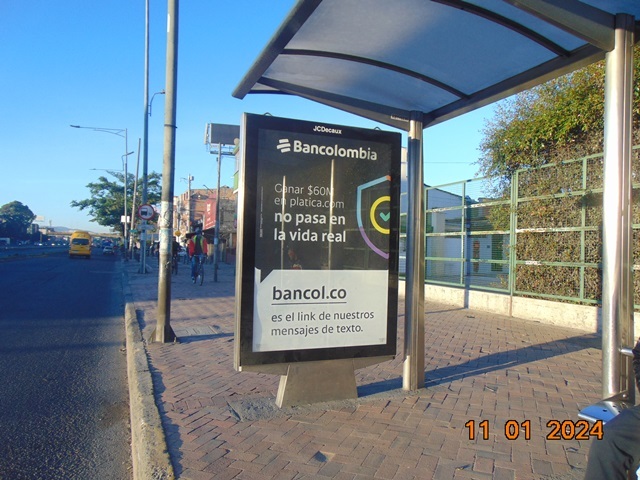 JCDecaux
Bancolombia
Ganar $60M
en platica.com
no pasa en
la vida real
bancol.co
es el link de nuestros
mensajes de texto.
11 01 2024